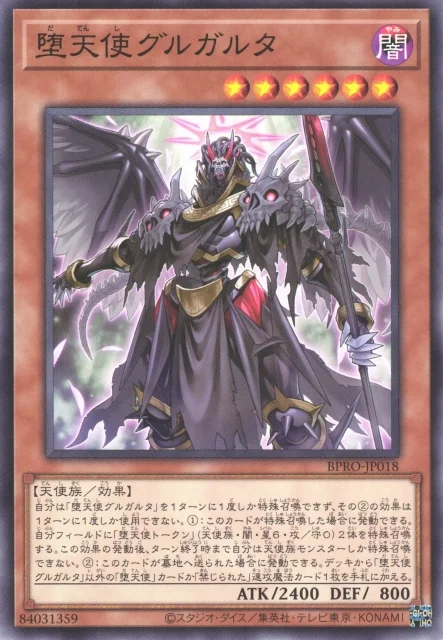 堕天使グルガルタ
闇
BPRO-JP018
【天使族／効果】
自分は「堕天使グルガルタ」を1ターンに1度しか特殊召喚できず、その②の効果は
1ターンに1度しか使用できない。①:このカードが特殊召喚した場合に発動できる。
自分フィールドに「堕天使トークン」(天使族・闇・星6・攻／守0)2体を特殊召喚
する。この効果の発動後、ターン終了時まで自分は天使族モンスターしか特殊召喚でき
ない。②:このカードが墓地へ送られた場合に発動できる。デッキから「堕天使
グルガルタ」以外の「堕天使」カードか「禁じられた」速攻魔法カード1枚を手札に加える。
ATK/2400 DEF/ 800
84031359
©スタジオ・ダイス／集英社・テレビ東京・KONAMI